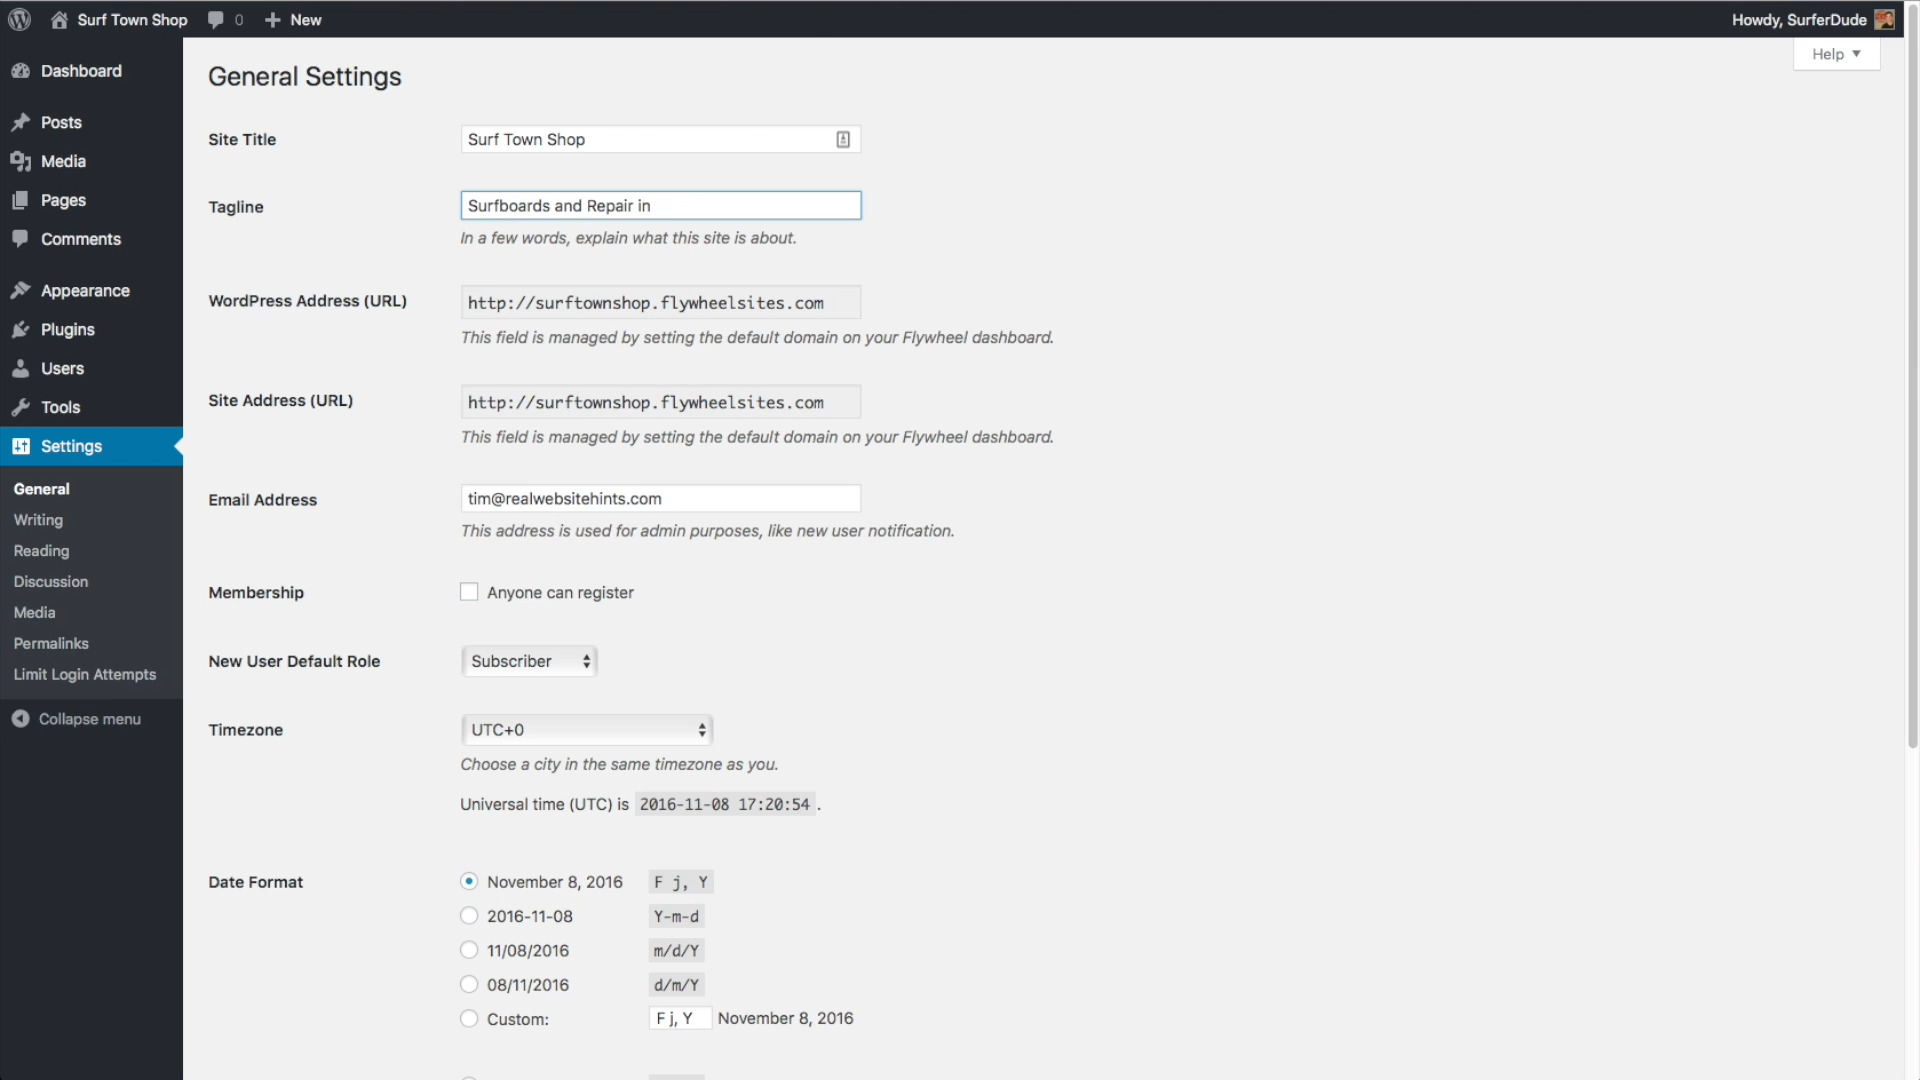 Surf Town Shop 0 New Howdy, SurferDude
Help
Dashboard
Posts
Media
Pages
Comments
Appearance
Plugins
Users
Tools
Settings
General
Writing
Reading
Discussion
Media
Permalinks
Limit Login Attempts
Collapse menu
General Settings
Site Title Surf Town Shop
Tagline Surfboards and Repair in
In a few words, explain what this site is about.
WordPress Address (URL) http://surftownshop.flywheelsites.com
This field is managed by setting the default domain on your Flywheel dashboard.
Site Address (URL) http://surftownshop.flywheelsites.com
This field is managed by setting the default domain on your Flywheel dashboard.
Email Address tim@realwebsitehints.com
This address is used for admin purposes, like new user notification.
Membership Anyone can register
New User Default Role Subscriber
Timezone UTC+0
Choose a city in the same timezone as you.
Universal time (UTC) is 2016-11-08 17:20:54 .
Date Format November 8, 2016 F j, Y
2016-11-08 Y-m-d
11/08/2016 m/d/Y
08/11/2016 d/m/Y
Custom: F j, Y November 8, 2016